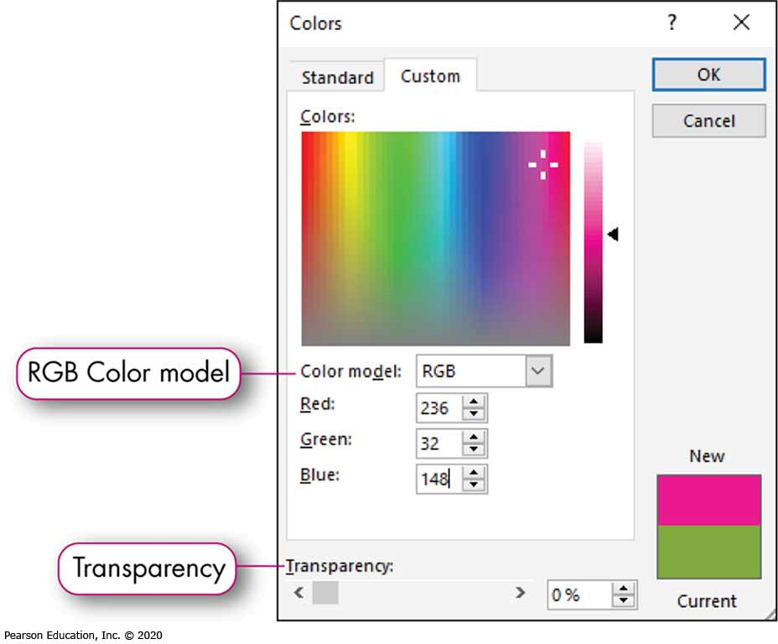 Colors ?
Standard Custom
OK
Cancel
Colors:
RGB Color model
Color model: RGB
Red: 236
Green: 32
Blue: 148
New
Transparency
Transparency:
0 %
Current
Pearson Education, Inc. © 2020